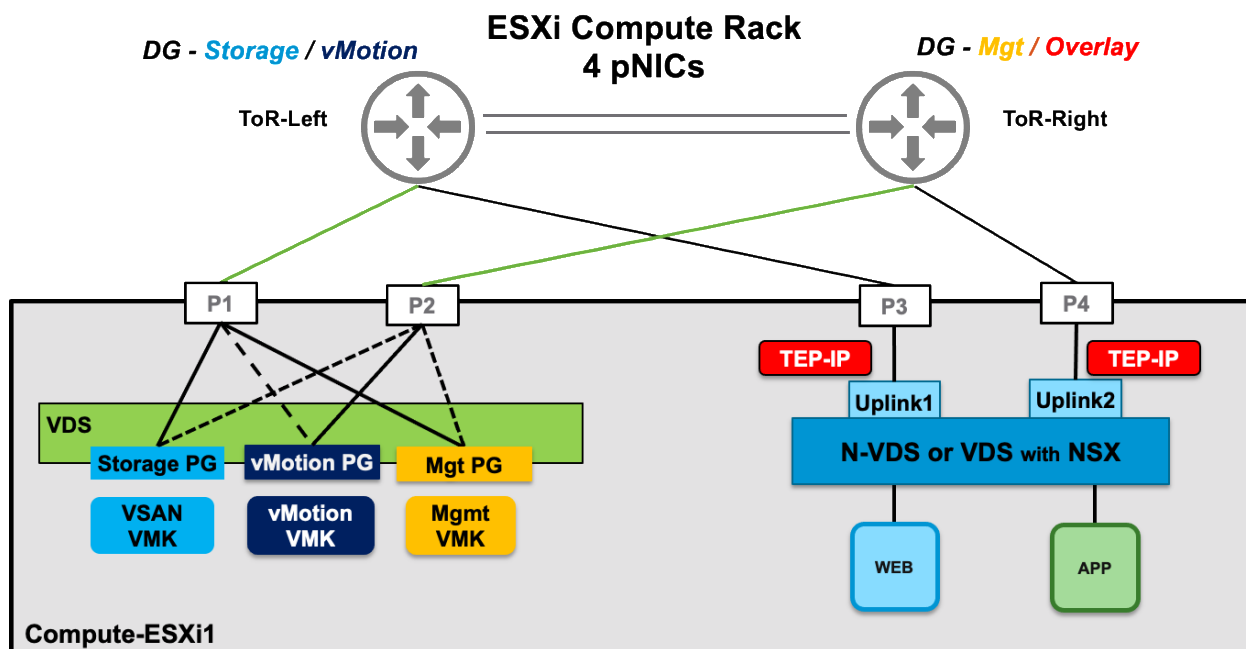 ESXi Compute Rack
4 pNICs
DG - Storage / vMotion
DG - Mgt / Overlay
ToR-Left
ToR-Right
P1
P2
P3
P4
TEP-IP
TEP-IP
Uplink1
Uplink2
VDS
Storage PG
vMotion PG
Mgt PG
N-VDS or VDS with NSX
VSAN
VMK
vMotion
VMK
Mgmt
VMK
WEB
APP
Compute-ESXi1